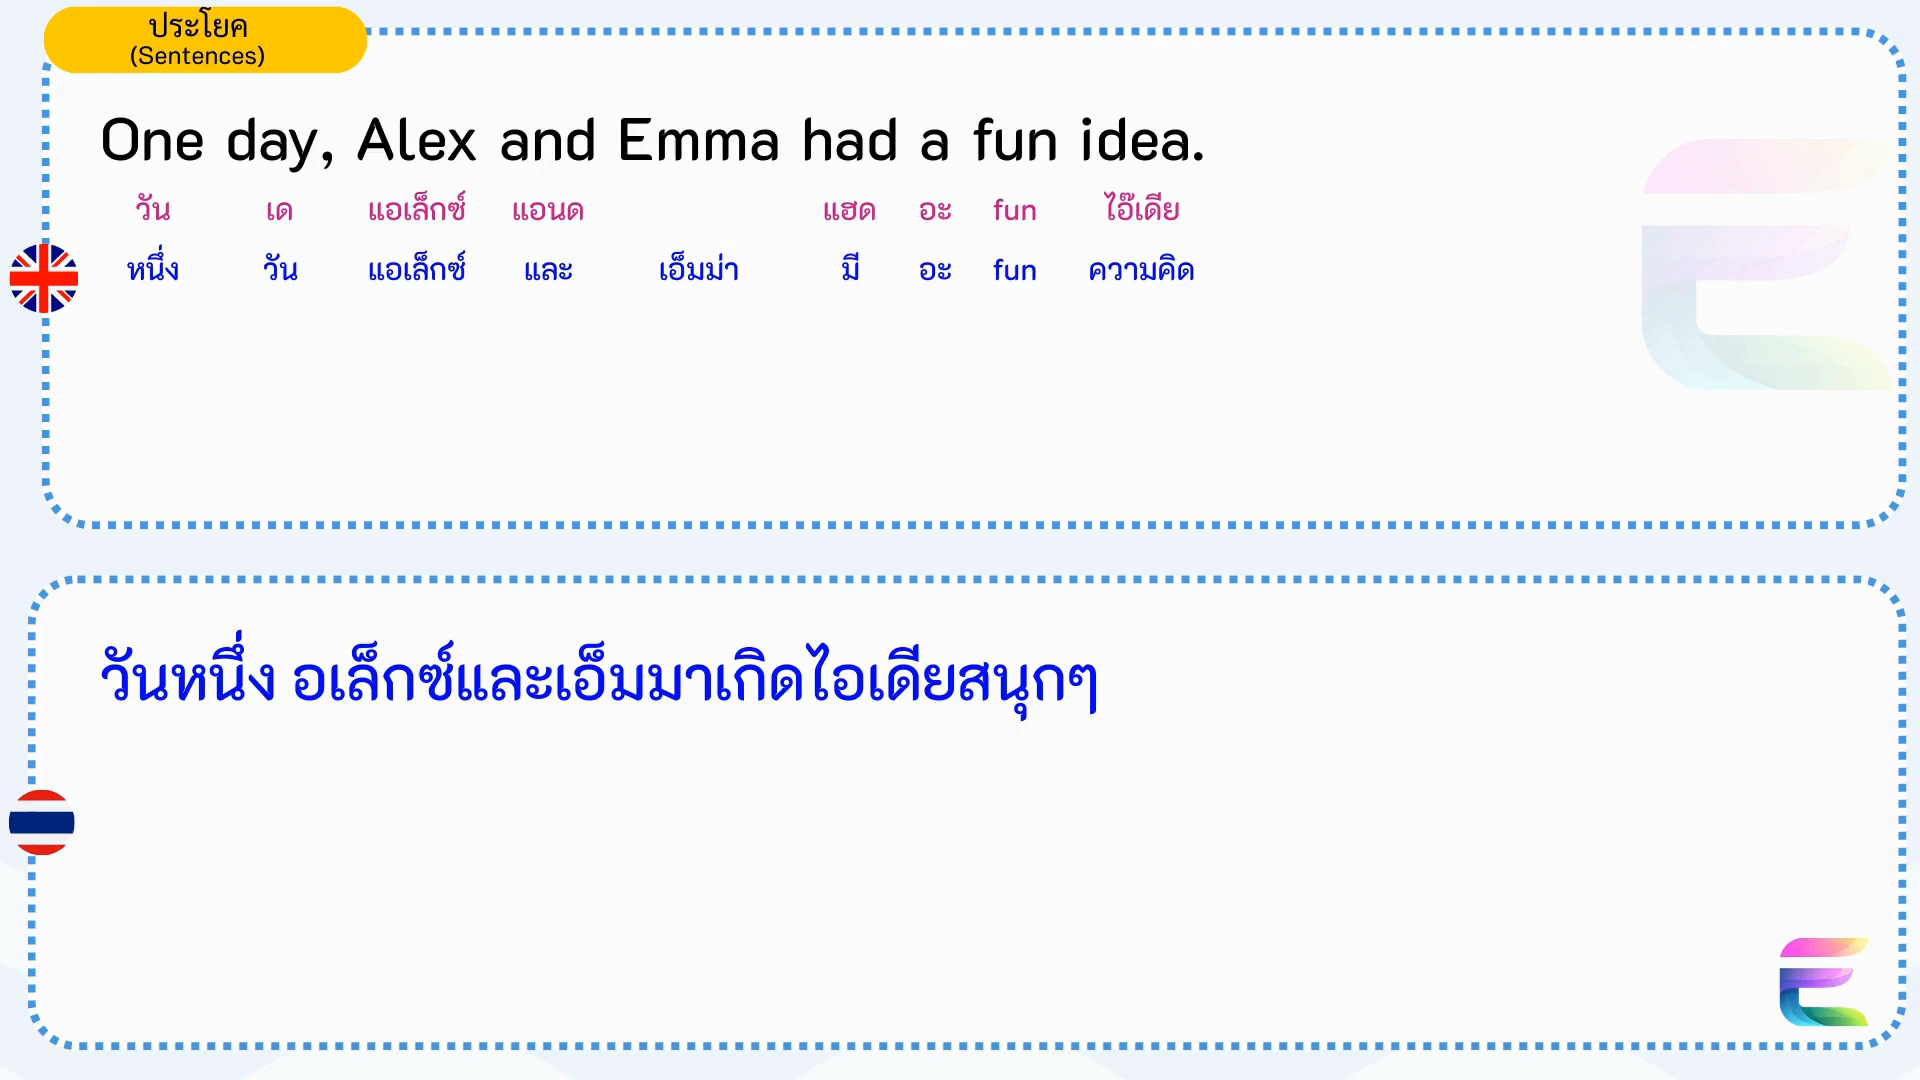 ประโยค
(Sentences)
One day, Alex and Emma had a fun idea.
วัน เด แอเล็กซ์ แอนด แฮด อะ fun ไอ๊เดีย
หนึ่ง วัน แอเล็กซ์ และ เอ็มม่า มี อะ fun ความคิด
วันหนึ่ง อเล็กซ์และเอ็มมาเกิดไอเดียสนุกๆ